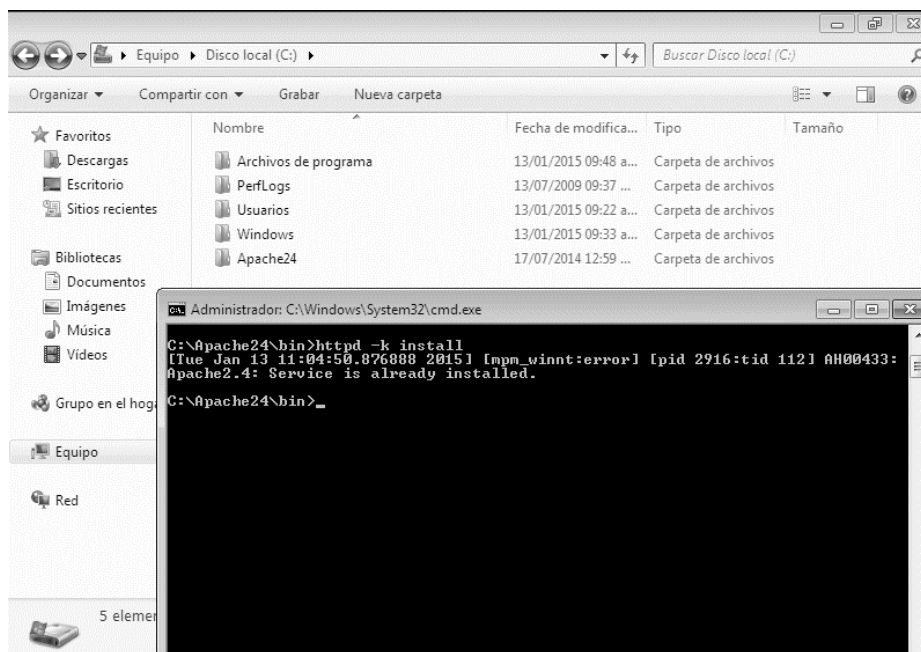 Equipo ▸ Disco local (C:) ▸
Buscar Disco local (C:)
Organizar
Compartir con
Grabar
Nueva carpeta
Favoritos
Descargas
Escritorio
Sitios recientes
Bibliotecas
Documentos
Imágenes
Música
Vídeos
Grupo en el hoga
Equipo
Red
Nombre Fecha de modifica... Tipo Tamaño
Archivos de programa 13/01/2015 09:48 a... Carpeta de archivos
PerfLogs 13/07/2009 09:37 ... Carpeta de archivos
Usuarios 13/01/2015 09:22 a... Carpeta de archivos
Windows 13/01/2015 09:33 a... Carpeta de archivos
Apache24 17/07/2014 12:59 ... Carpeta de archivos
Administrador: C:\Windows\System32\cmd.exe
C:\Apache24\bin>httpd -k install
[Tue Jan 13 11:04:50.876888 2015] [mpm_winnt:error] [pid 2916:tid 112] AH00433:
Apache2.4: Service is already installed.
C:\Apache24\bin>_
5 elemer